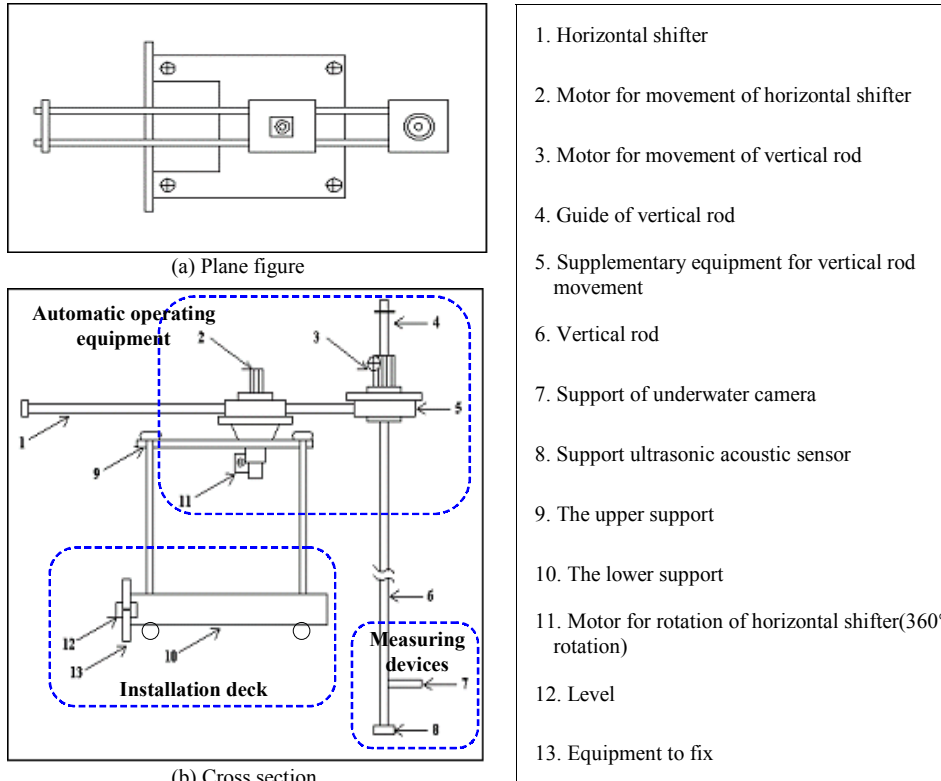 (a) Plane figure
Automatic operating
equipment
2
3
4
5
1
9
11
6
12
13
10
Installation deck
Measuring
devices
7
8
(b) Cross section
1. Horizontal shifter
2. Motor for movement of horizontal shifter
3. Motor for movement of vertical rod
4. Guide of vertical rod
5. Supplementary equipment for vertical rod
movement
6. Vertical rod
7. Support of underwater camera
8. Support ultrasonic acoustic sensor
9. The upper support
10. The lower support
11. Motor for rotation of horizontal shifter(360°
rotation)
12. Level
13. Equipment to fix